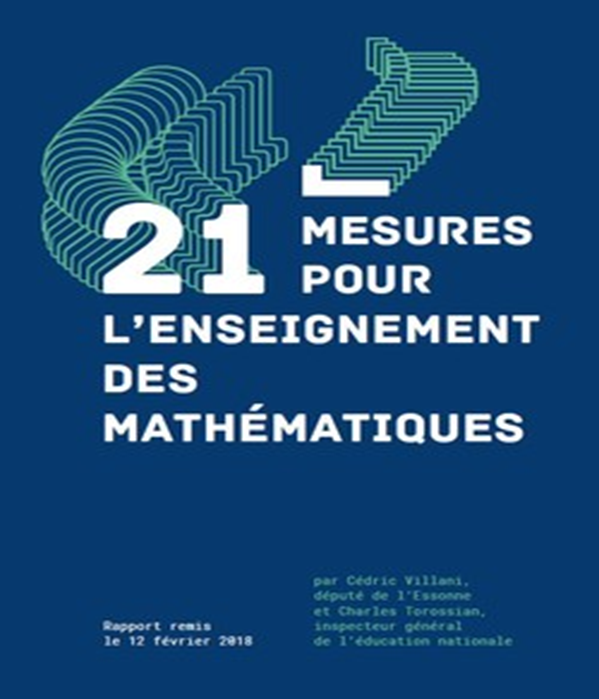 21 MESURES
POUR
L'ENSEIGNEMENT
DES
MATHÉMATIQUES
par Cédric Villani,
député de l'Essonne
et Charles Torossian,
inspecteur général
de l'éducation nationale
Rapport remis
le 12 février 2018